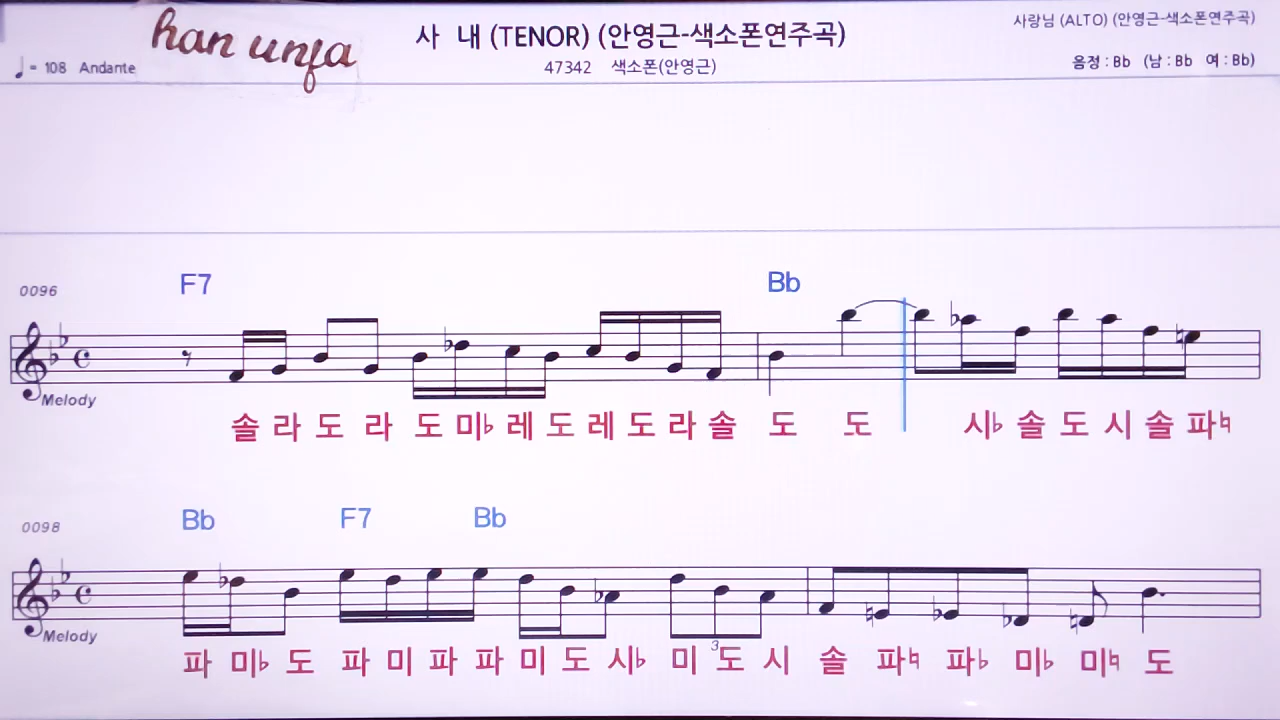 han unja
사 내 (TENOR) (안영근-색소폰연주곡)
사랑님 (ALTO) (안영근-색소폰연주곡)
♩= 108 Andante
47342 색소폰(안영근)
음정 : Bb (남 : Bb 여 : Bb)
0096 F7 Bb
Melody
솔 라 도 라 도 미♭ 레 도 레 도 라 솔 도 도 시♭ 솔 도 시 솔 파♮
0098 Bb F7 Bb
Melody
3
파 미♭ 도 파 미 파 파 미 도 시♭ 미 도 시 솔 파♮ 파♭ 미♭ 미♮ 도